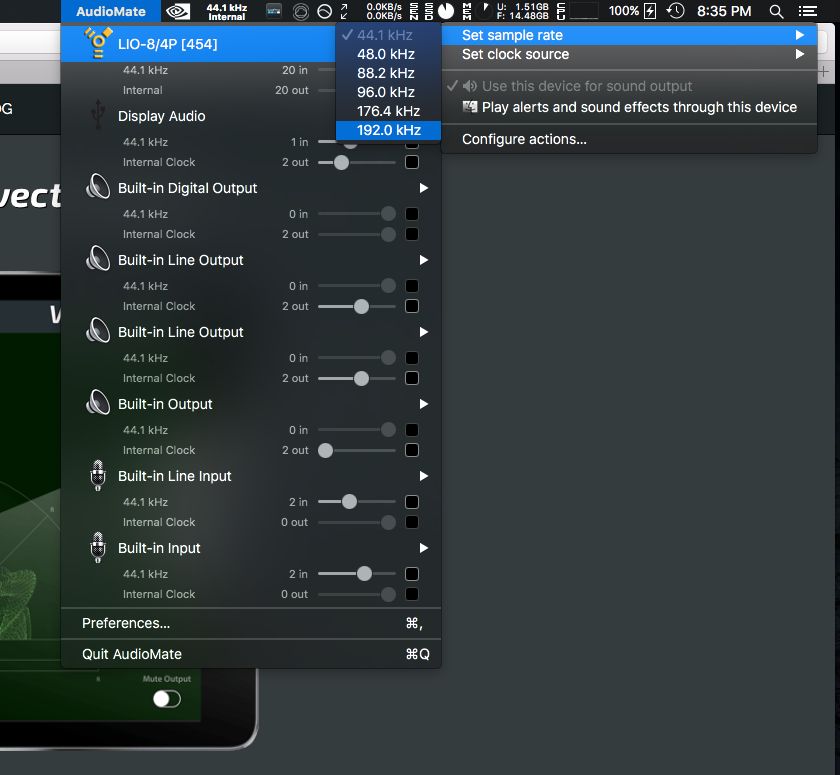 AudioMate
44.1 kHz
Internal
0.0KB/s
0.0KB/s
SEN
SSD
MEM
U: 1.51GB
F: 14.48GB
CPU
100%
8:35 PM
LIO-8/4P [454]
44.1 kHz 20 in
Internal 20 out
Display Audio
44.1 kHz 1 in
Internal Clock 2 out
Built-in Digital Output
44.1 kHz 0 in
Internal Clock 2 out
Built-in Line Output
44.1 kHz 0 in
Internal Clock 2 out
Built-in Line Output
44.1 kHz 0 in
Internal Clock 2 out
Built-in Output
44.1 kHz 0 in
Internal Clock 2 out
Built-in Line Input
44.1 kHz 2 in
Internal Clock 0 out
Built-in Input
44.1 kHz 2 in
Internal Clock 0 out
Preferences... ⌘,
Quit AudioMate ⌘Q
✓ 44.1 kHz
48.0 kHz
88.2 kHz
96.0 kHz
176.4 kHz
192.0 kHz
Set sample rate
Set clock source
✓ Use this device for sound output
Play alerts and sound effects through this device
Configure actions...
OG
vect
Mute Output